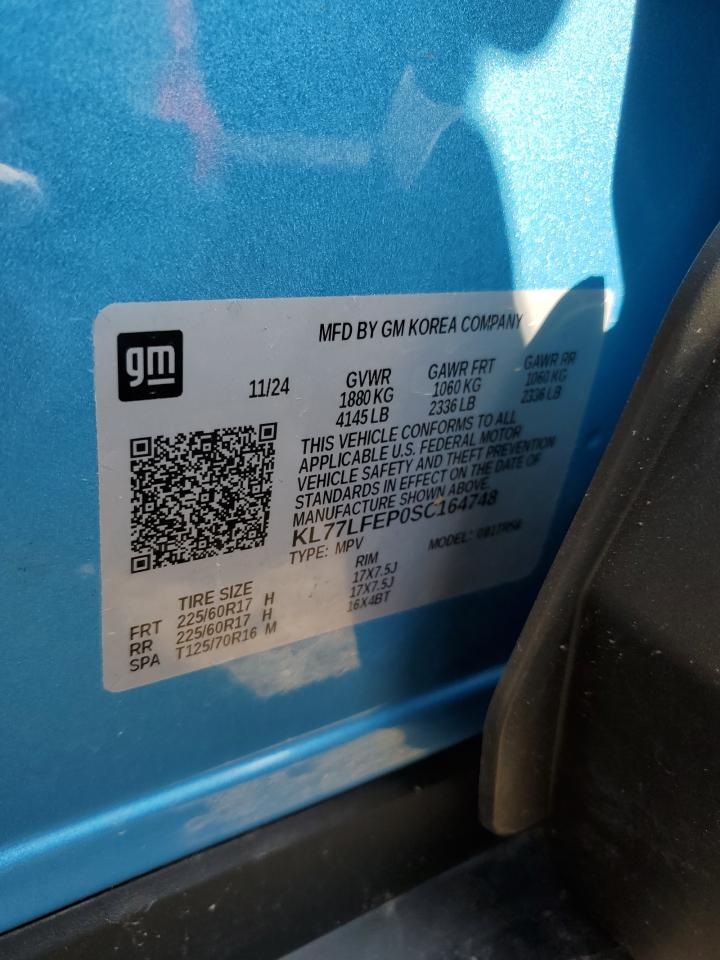 gm
MFD BY GM KOREA COMPANY
11/24
GVWR GAWR FRT GAWR RR
1880 KG 1060 KG 1060 KG
4145 LB 2336 LB 2336 LB
THIS VEHICLE CONFORMS TO ALL
APPLICABLE U.S. FEDERAL MOTOR
VEHICLE SAFETY AND THEFT PREVENTION
STANDARDS IN EFFECT ON THE DATE OF
MANUFACTURE SHOWN ABOVE.
KL77LFEP0SC164748
TYPE: MPV MODEL:
TIRE SIZE RIM
FRT 225/60R17 H 17X7.5J
RR 225/60R17 H 17X7.5J
SPA T125/70R16 M 16X4BT